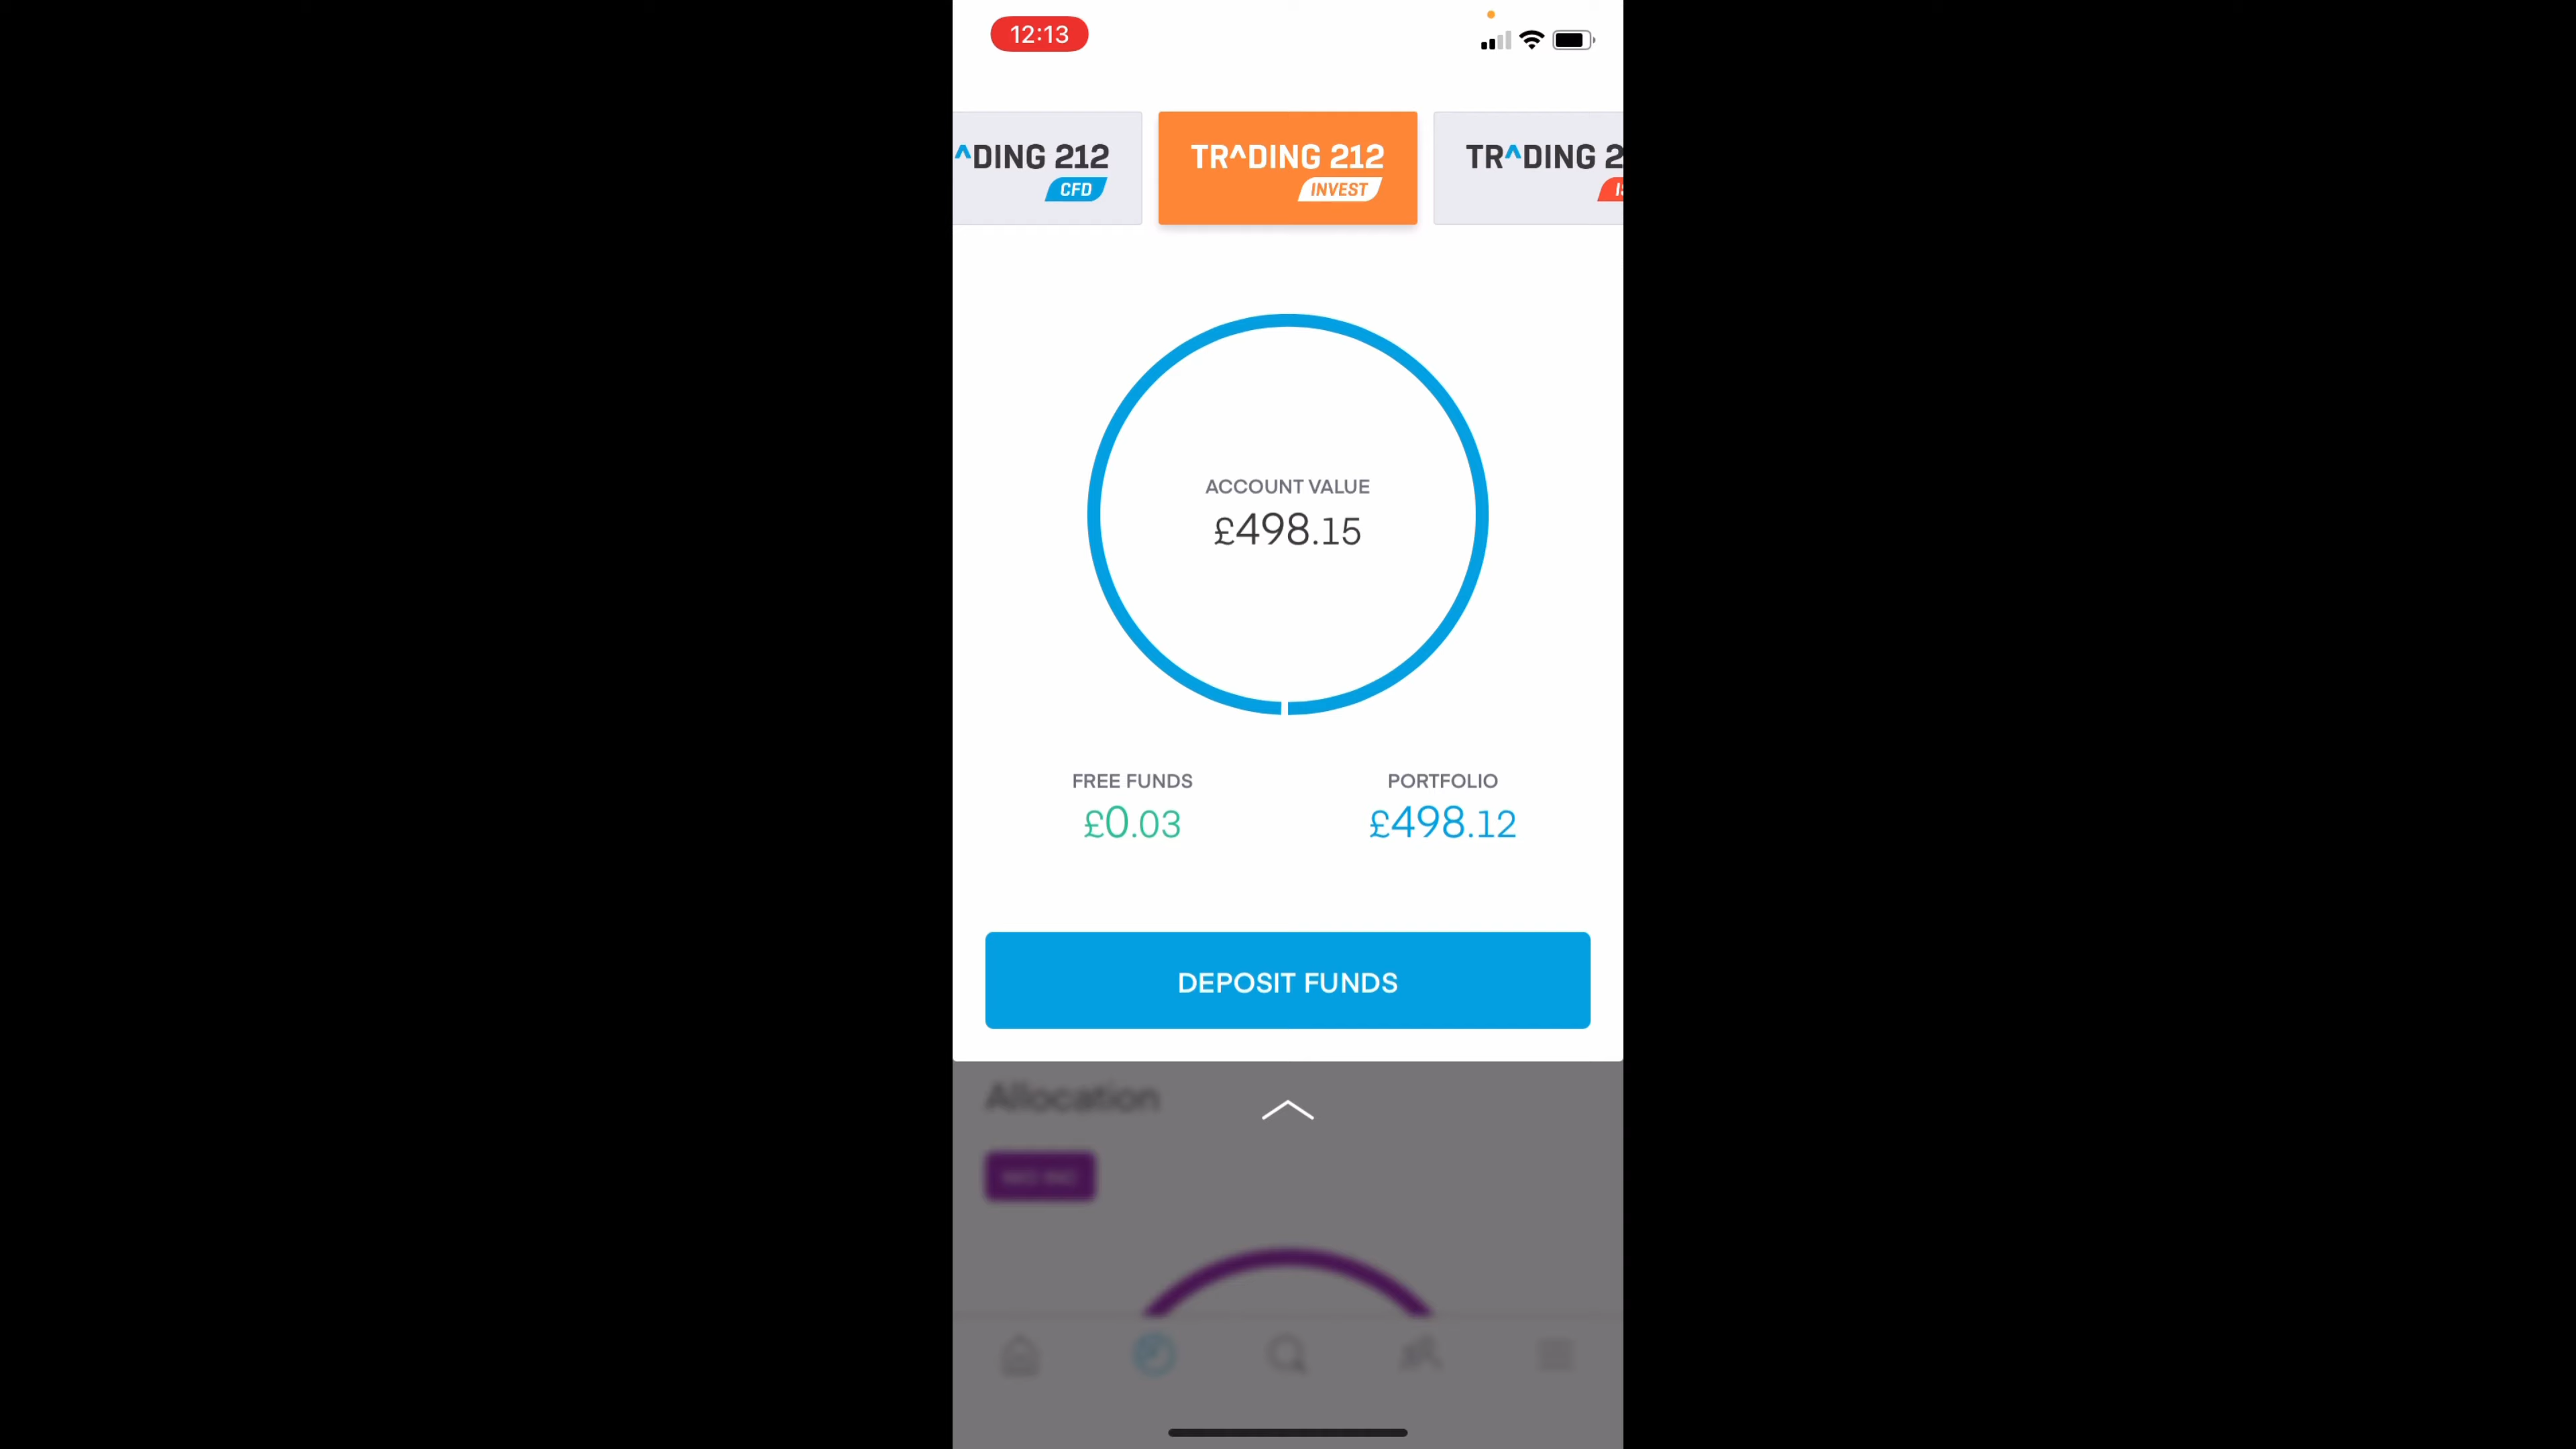 12:13
^DING 212
CFD
TR^DING 212
INVEST
TR^DING 2
ACCOUNT VALUE
£498.15
FREE FUNDS
£0.03
PORTFOLIO
£498.12
DEPOSIT FUNDS
Allocation